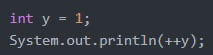 int y = 1;
System.out.println(++y);